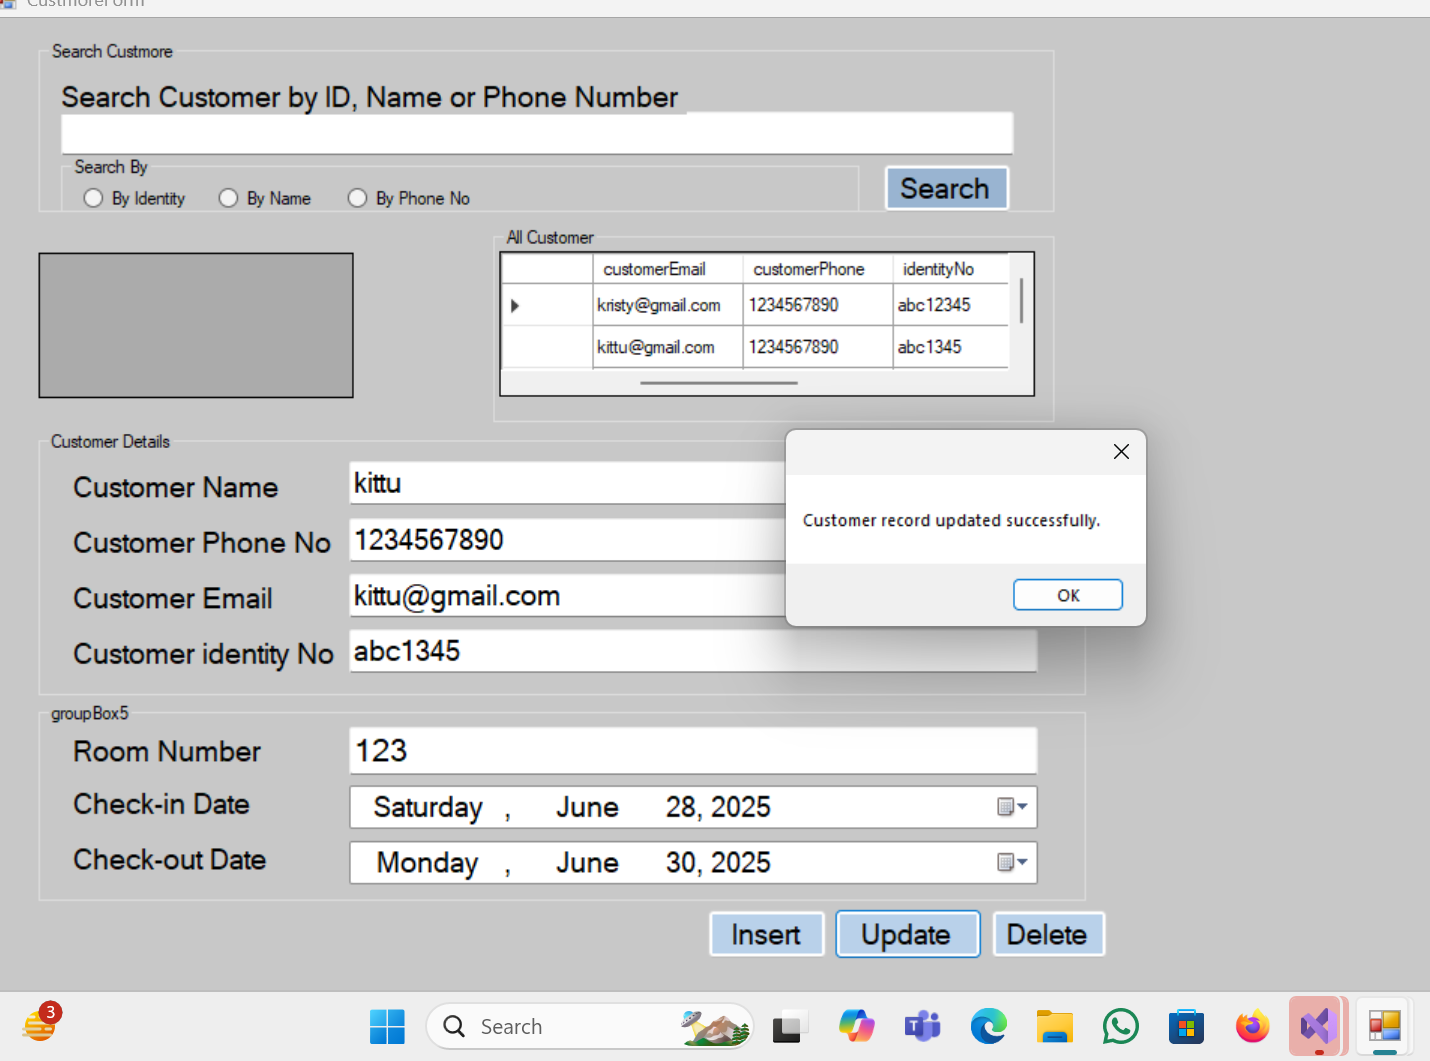 CustmoreForm
Search Custmore
Search Customer by ID, Name or Phone Number
Search By
By Identity By Name By Phone No
Search
All Customer
customerEmail customerPhone identityNo
kristy@gmail.com 1234567890 abc12345
kittu@gmail.com 1234567890 abc1345
Customer Details
Customer Name kittu
Customer Phone No 1234567890
Customer Email kittu@gmail.com
Customer identity No abc1345
Customer record updated successfully.
OK
groupBox5
Room Number 123
Check-in Date Saturday , June 28, 2025
Check-out Date Monday , June 30, 2025
Insert Update Delete
3
Search